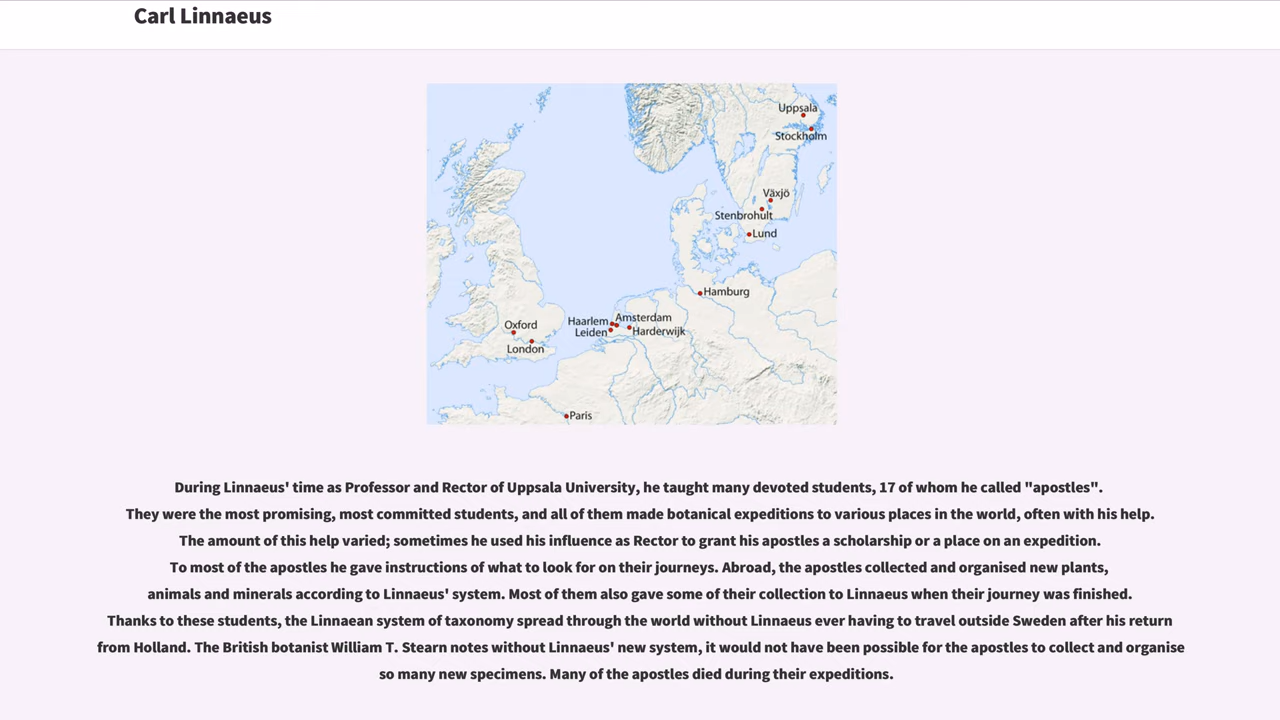 Carl Linnaeus
Uppsala
Stockholm
Växjö
Stenbrohult
Lund
Hamburg
Haarlem
Amsterdam
Leiden
Harderwijk
Oxford
London
Paris
During Linnaeus' time as Professor and Rector of Uppsala University, he taught many devoted students, 17 of whom he called "apostles".
They were the most promising, most committed students, and all of them made botanical expeditions to various places in the world, often with his help.
The amount of this help varied; sometimes he used his influence as Rector to grant his apostles a scholarship or a place on an expedition.
To most of the apostles he gave instructions of what to look for on their journeys. Abroad, the apostles collected and organised new plants,
animals and minerals according to Linnaeus' system. Most of them also gave some of their collection to Linnaeus when their journey was finished.
Thanks to these students, the Linnaean system of taxonomy spread through the world without Linnaeus ever having to travel outside Sweden after his return
from Holland. The British botanist William T. Stearn notes without Linnaeus' new system, it would not have been possible for the apostles to collect and organise
so many new specimens. Many of the apostles died during their expeditions.